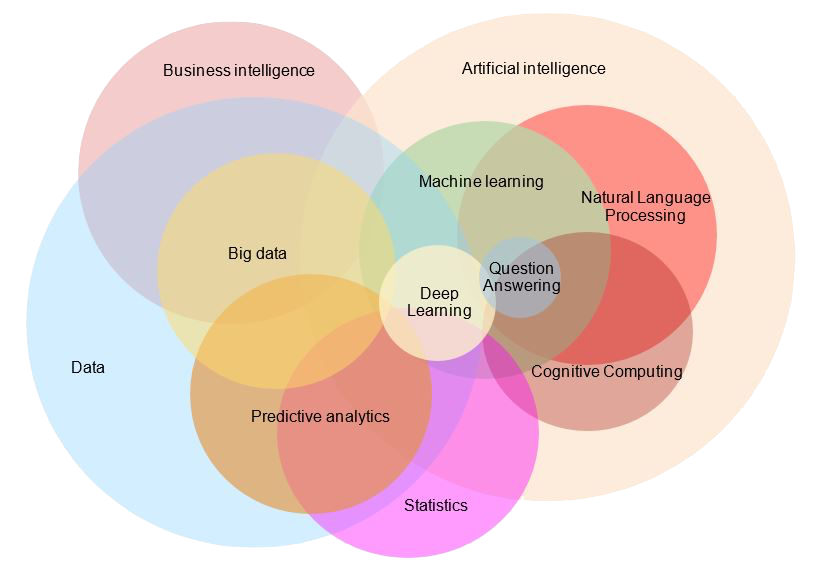 Business intelligence
Artificial intelligence
Machine learning
Natural Language
Processing
Big data
Question
Answering
Deep
Learning
Data
Cognitive Computing
Predictive analytics
Statistics